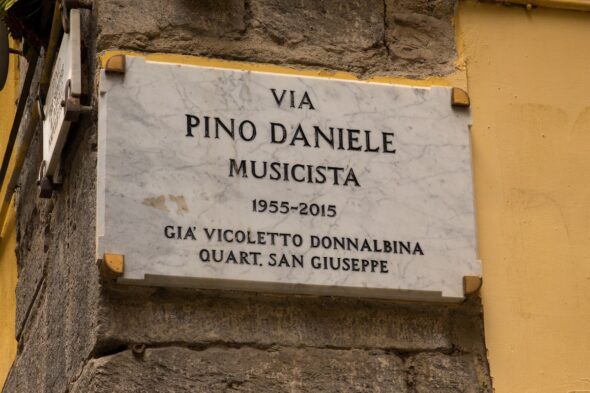 VIA
PINO DANIELE
MUSICISTA
1955-2015
GIA' VICOLETTO DONNALBINA
QUART. SAN GIUSEPPE